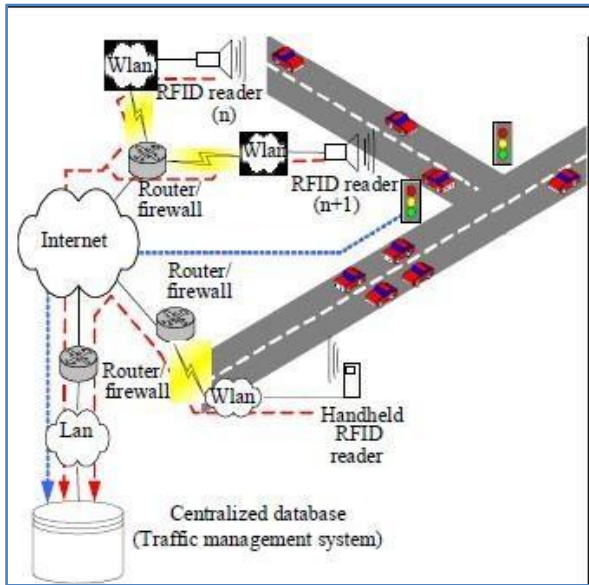 Wlan
RFID reader
(n)
Wlan
RFID reader
(n+1)
Router/
firewall
Internet
Router/
firewall
Router/
firewall
Wlan
Handheld
RFID
reader
Lan
Centralized database
(Traffic management system)